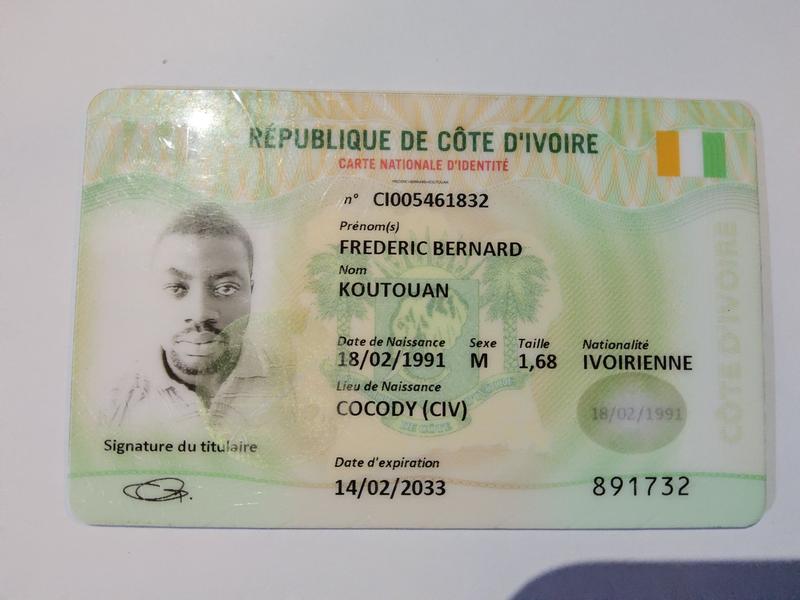 RÉPUBLIQUE DE CÔTE D'IVOIRE
CARTE NATIONALE D'IDENTITÉ
n° CI005461832
Prénom(s)
FREDERIC BERNARD
Nom
KOUTOUAN
Date de Naissance Sexe Taille Nationalité
18/02/1991 M 1,68 IVOIRIENNE
Lieu de Naissance
COCODY (CIV)
18/02/1991
CÔTE D'IVOIRE
Signature du titulaire
Date d'expiration
14/02/2033
891732